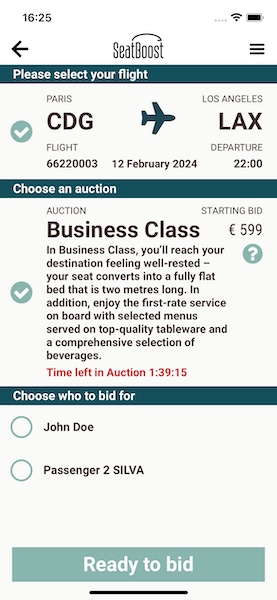 16:25
SeatBoost
Please select your flight
PARIS LOS ANGELES
CDG LAX
FLIGHT DEPARTURE
66220003 12 February 2024 22:00
Choose an auction
AUCTION STARTING BID
Business Class € 599
In Business Class, you'll reach your
destination feeling well-rested –
your seat converts into a fully flat
bed that is two metres long. In
addition, enjoy the first-rate service
on board with selected menus
served on top-quality tableware and
a comprehensive selection of
beverages.
?
Time left in Auction 1:39:15
Choose who to bid for
John Doe
Passenger 2 SILVA
Ready to bid